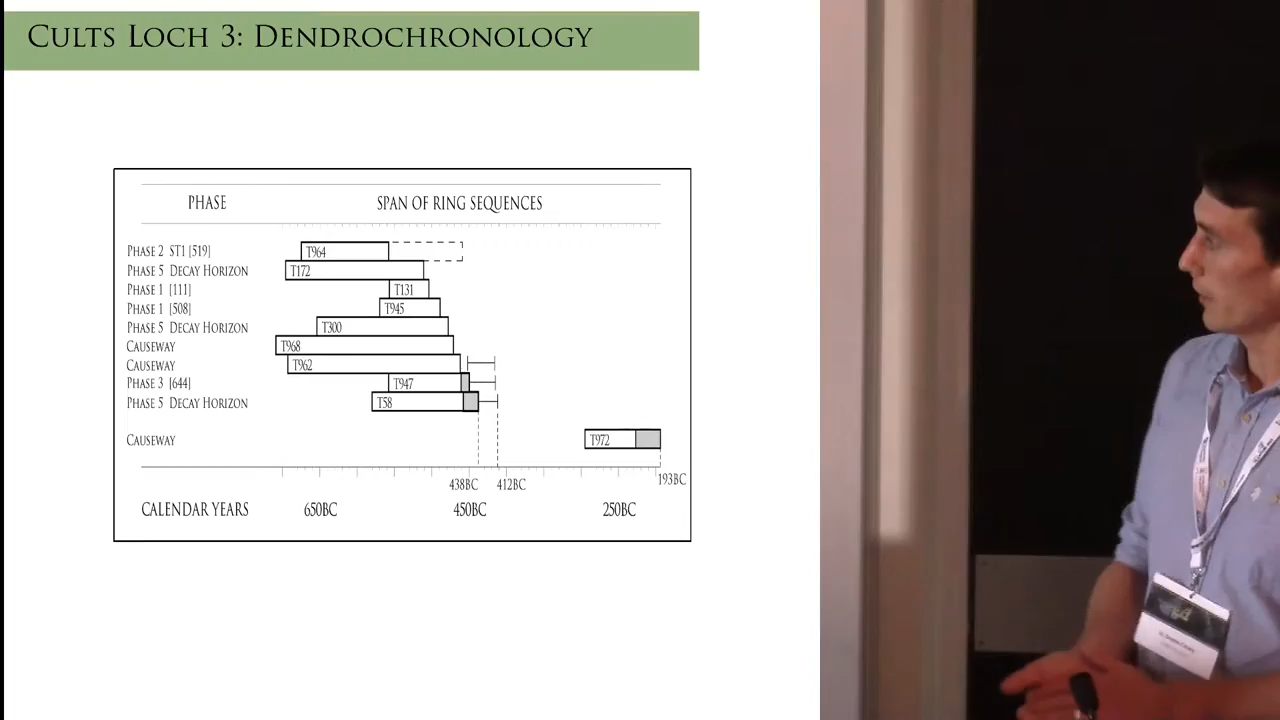 CULTS LOCH 3: DENDROCHRONOLOGY
PHASE SPAN OF RING SEQUENCES
PHASE 2 ST1 [519] T964
PHASE 5 DECAY HORIZON T172
PHASE 1 [111] T131
PHASE 1 [508] T945
PHASE 5 DECAY HORIZON T300
CAUSEWAY T968
CAUSEWAY T962
PHASE 3 [644] T947
PHASE 5 DECAY HORIZON T58
CAUSEWAY T972
438BC 412BC 193BC
CALENDAR YEARS 650BC 450BC 250BC